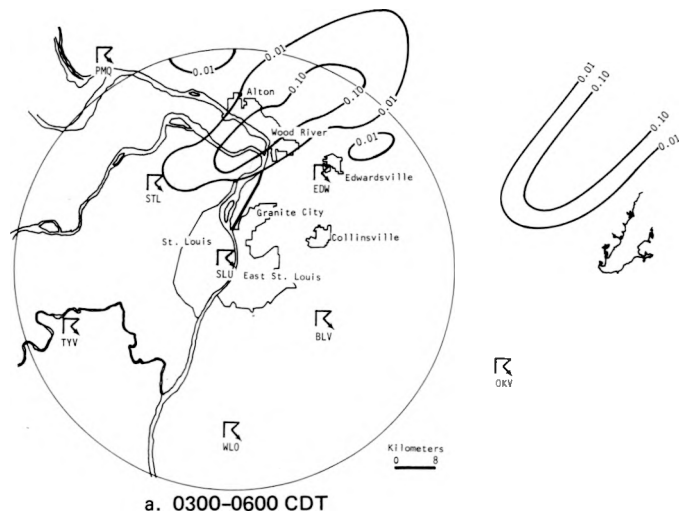 PMQ
0.01
0.01
0.10
0.10
0.01
Alton
Wood River
0.01
STL
EDW
Edwardsville
Granite City
St. Louis
Collinsville
SLU
East St. Louis
TYV
BLV
WLO
Kilometers
0 8
0.10
0.01
0.10
0.01
OKV
a. 0300–0600 CDT